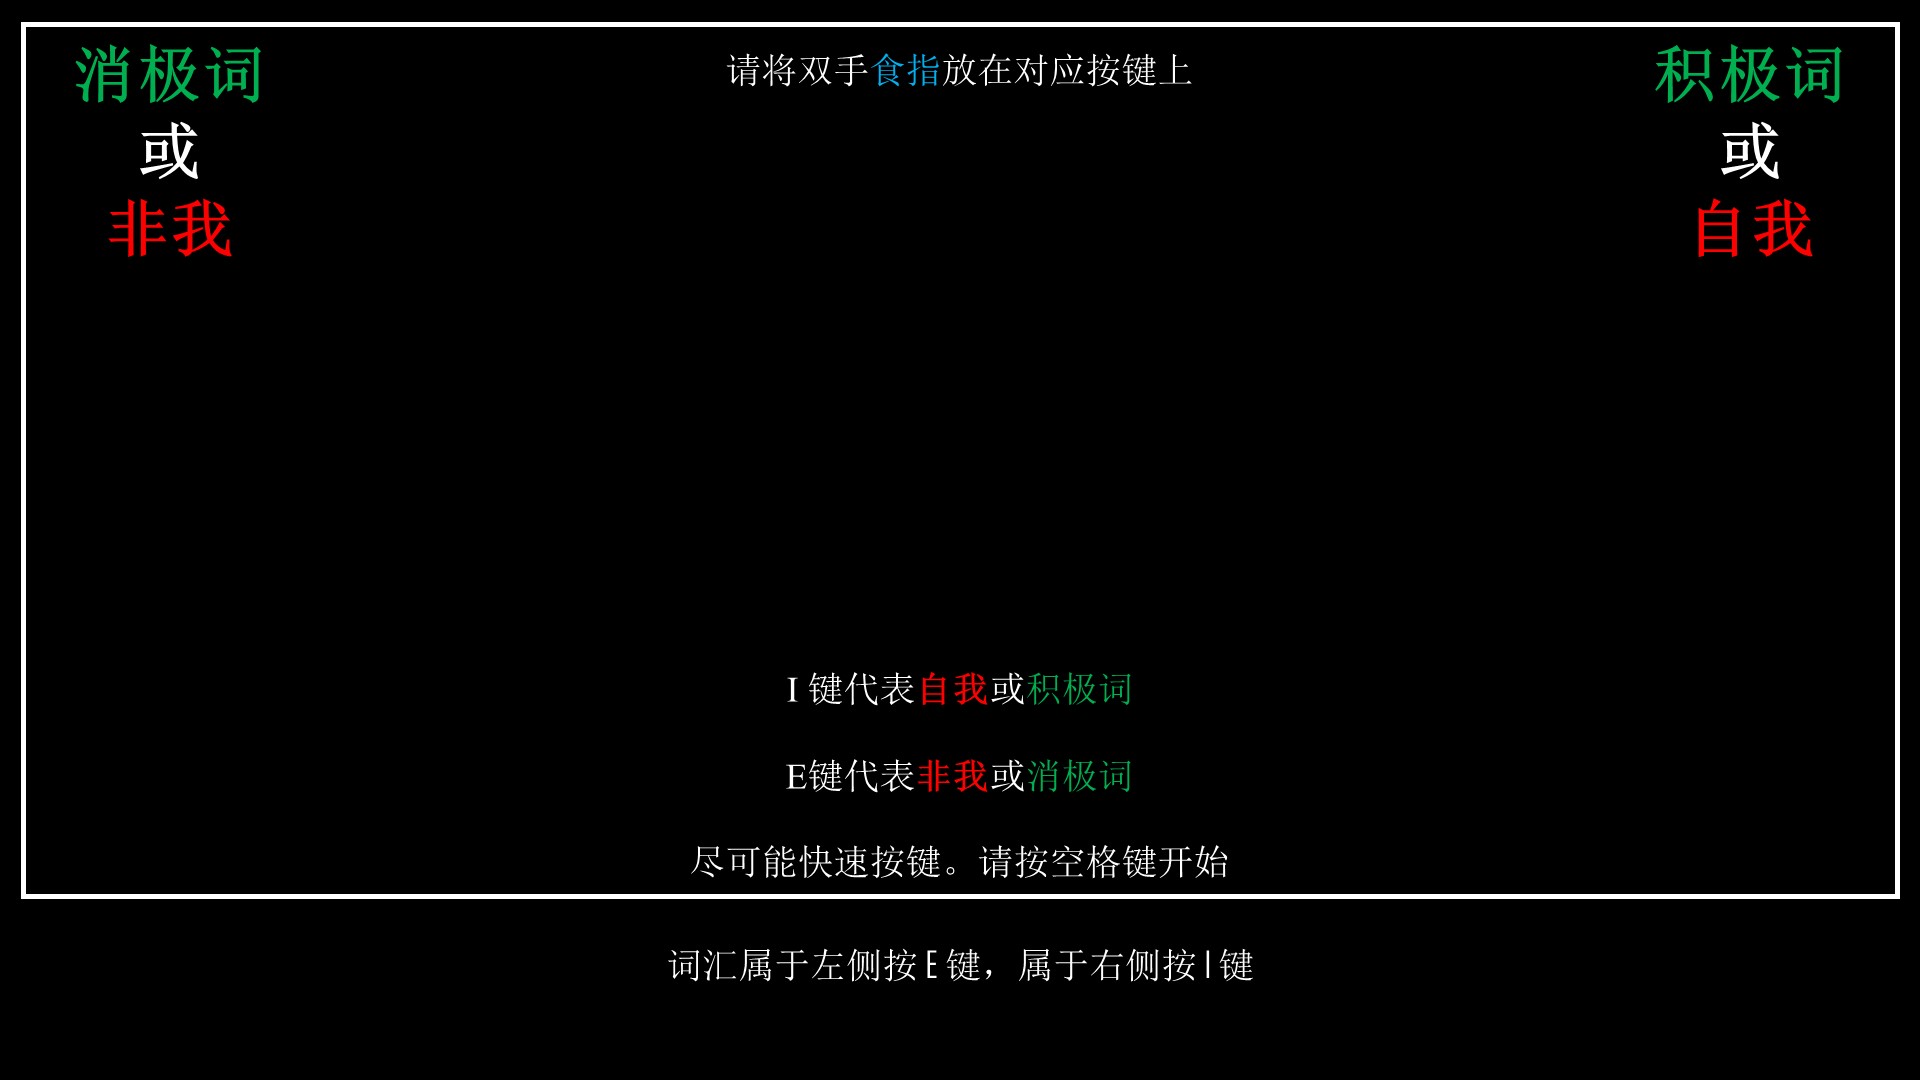 消极词
或
非我
请将双手食指放在对应按键上
积极词
或
自我
I 键代表自我或积极词
E键代表非我或消极词
尽可能快速按键。请按空格键开始
词汇属于左侧按E键，属于右侧按I键